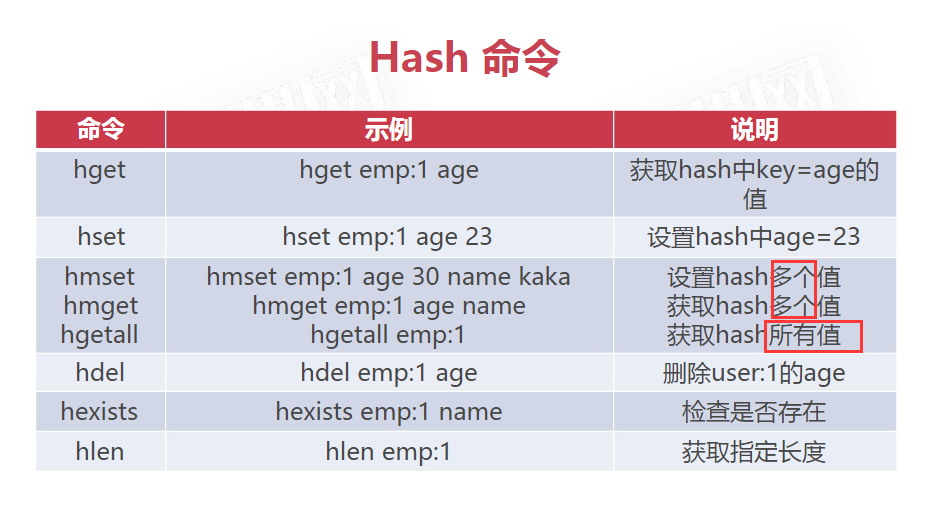 Hash 命令
命令 示例 说明
hget hget emp:1 age 获取hash中key=age的
值
hset hset emp:1 age 23 设置hash中age=23
hmset hmset emp:1 age 30 name kaka 设置hash多个值
hmget hmget emp:1 age name 获取hash多个值
hgetall hgetall emp:1 获取hash所有值
hdel hdel emp:1 age 删除user:1的age
hexists hexists emp:1 name 检查是否存在
hlen hlen emp:1 获取指定长度